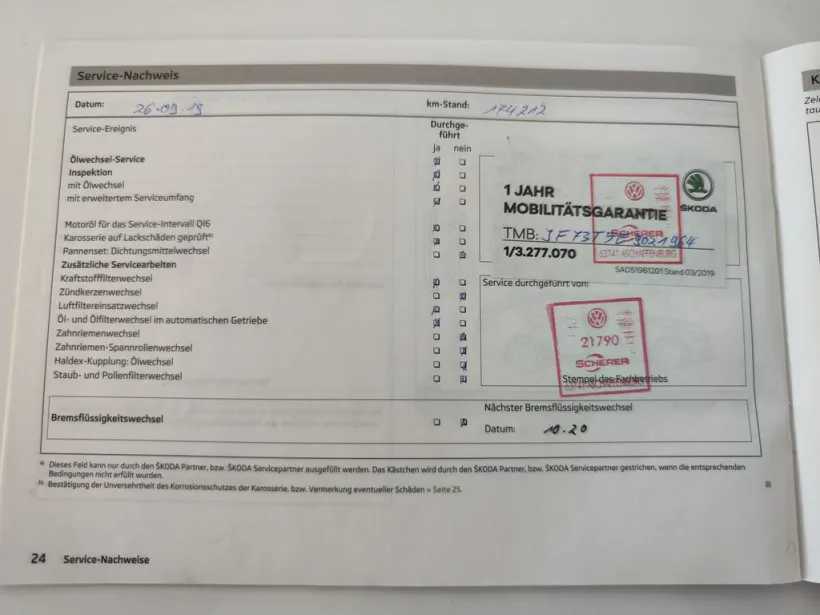 Service-Nachweis
Datum: 26.09.19 km-Stand: 174212
Service-Ereignis Durchge-
führt
ja nein
Ölwechsel-Service
Inspektion
mit Ölwechsel
mit erweitertem Serviceumfang
1 JAHR
MOBILITÄTSGARANTIE
ŠKODA
TMB: JF73T9
1/3.277.070
SCHERER
63741 ASCHAFFENBURG
SAD51961201 Stand 03/2019
Motoröl für das Service-Intervall QI6
Karosserie auf Lackschäden geprüft
Pannenset: Dichtungsmittelwechsel
Zusätzliche Servicearbeiten
Kraftstofffilterwechsel
Zündkerzenwechsel
Luftfiltereinsatzwechsel
Öl- und Ölfilterwechsel im automatischen Getriebe
Zahnriemenwechsel
Zahnriemen-Spannrollenwechsel
Haldex-Kupplung: Ölwechsel
Staub- und Pollenfilterwechsel
Service durchgeführt von:
21790
SCHERER
63741 ASCHAFFENBURG
Stempel des Fachbetriebs
Bremsflüssigkeitswechsel
Nächster Bremsflüssigkeitswechsel
Datum: 10.20
a) Dieses Feld kann nur durch den ŠKODA Partner, bzw. ŠKODA Servicepartner ausgefüllt werden. Das Kästchen wird durch den ŠKODA Partner, bzw. ŠKODA Servicepartner gestrichen, wenn die entsprechenden
Bedingungen nicht erfüllt wurden.
b) Bestätigung der Unversehrtheit des Korrosionsschutzes der Karosserie, bzw. Vermerkung eventueller Schäden » Seite 25.
24 Service-Nachweise